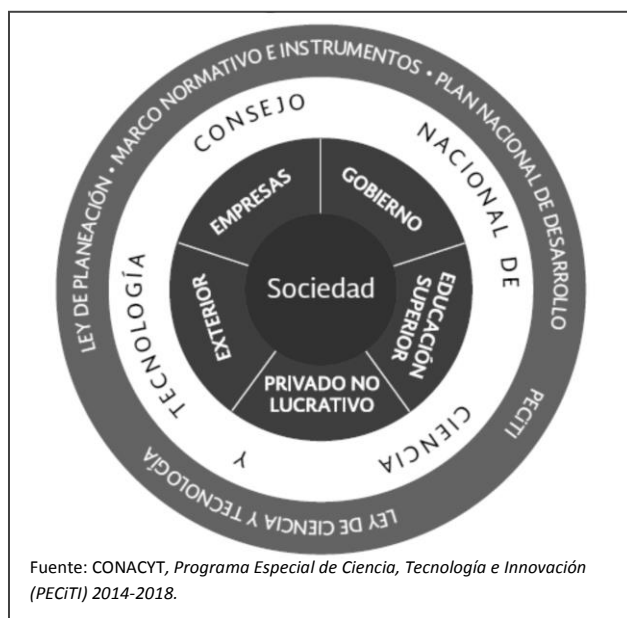 LEY DE PLANEACIÓN • MARCO NORMATIVO E INSTRUMENTOS • PLAN NACIONAL DE DESARROLLO
PECiTI
LEY DE CIENCIA Y TECNOLOGÍA
CONSEJO
NACIONAL DE
CIENCIA
Y
TECNOLOGÍA
EMPRESAS
GOBIERNO
EDUCACIÓN
SUPERIOR
PRIVADO NO
LUCRATIVO
EXTERIOR
Sociedad
Fuente: CONACYT, Programa Especial de Ciencia, Tecnología e Innovación
(PECiTI) 2014-2018.